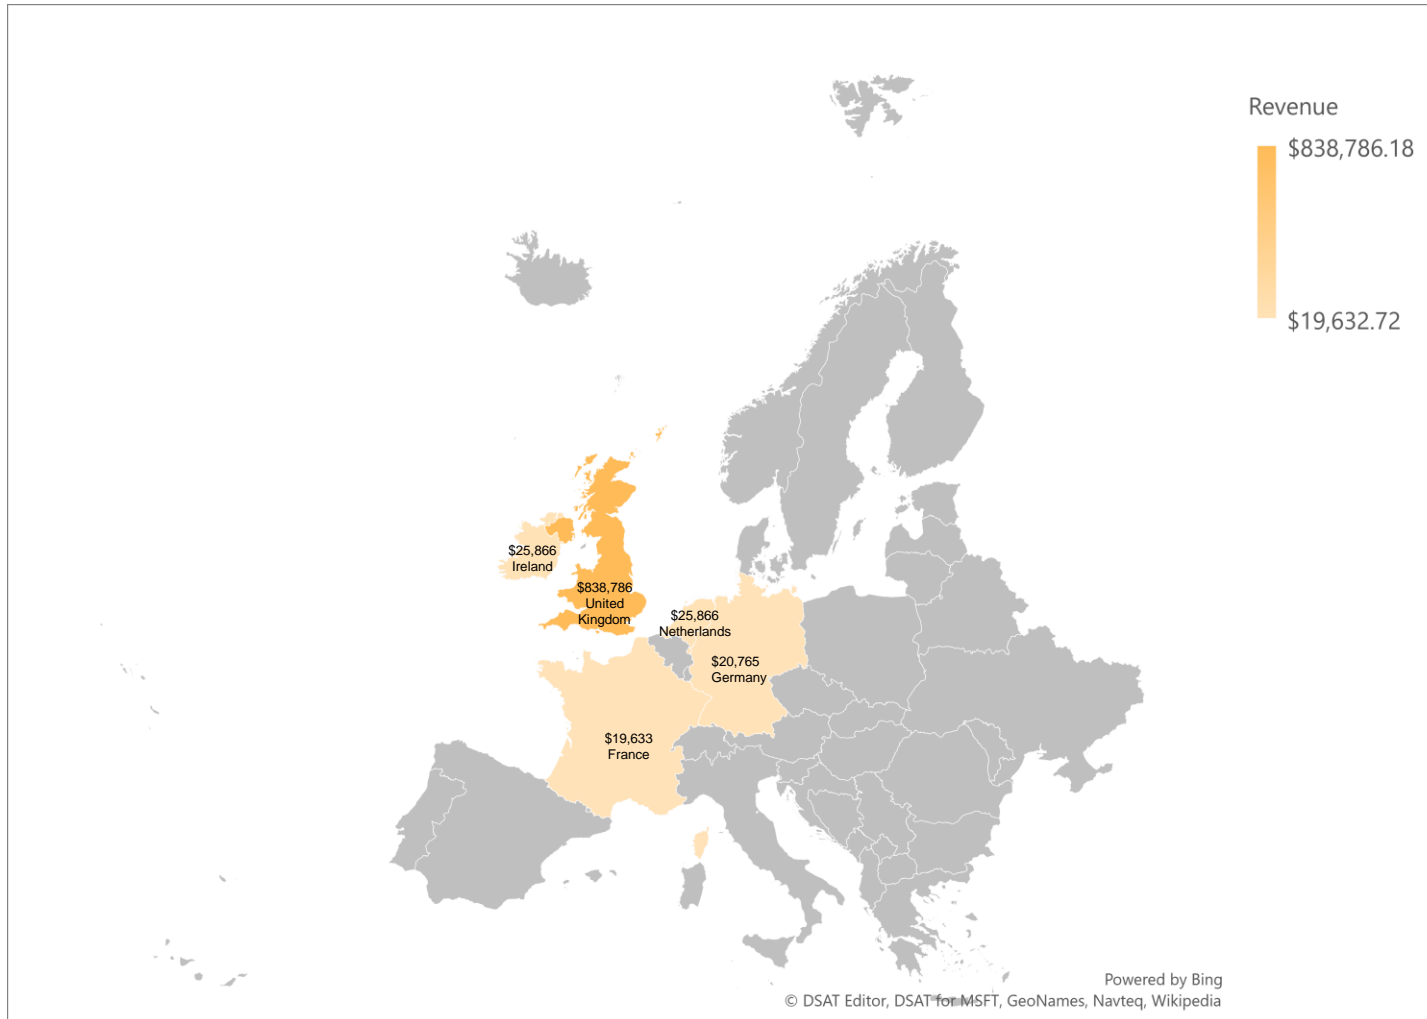 Revenue
$838,786.18
$19,632.72
$25,866
Ireland
$838,786
United
Kingdom
$25,866
Netherlands
$20,765
Germany
$19,633
France
Powered by Bing
© DSAT Editor, DSAT for MSFT, GeoNames, Navteq, Wikipedia